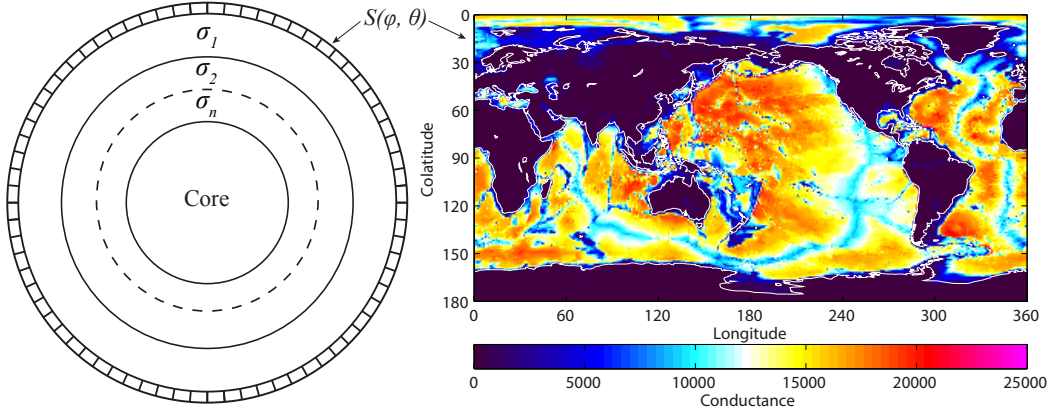 S(φ, θ)
σ1
σ2
σn
Core
0
30
60
90
120
150
180
Colatitude
0 60 120 180 240 300 360
Longitude
0 5000 10000 15000 20000 25000
Conductance